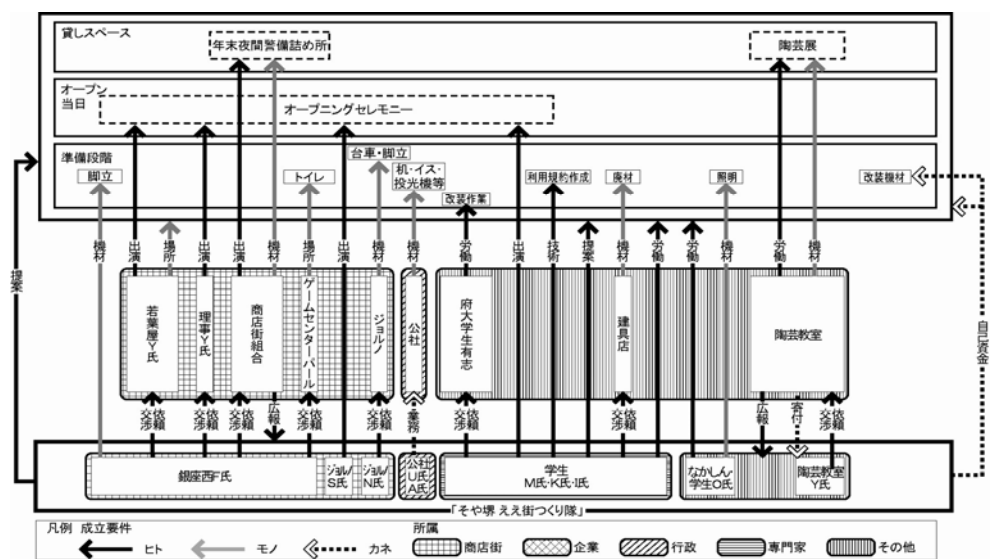 貸しスペース
年末夜間警備詰め所
陶芸展
オープン
当日
オープニングセレモニー
準備段階
脚立
トイレ
台車・脚立
机・イス・
投光機等
改装作業
利用規約作成
廃材
照明
改装機材
機材
出演
場所
出演
出演
機材
場所
出演
機材
機材
労働
出演
技術
提案
機材
労働
労働
機材
労働
機材
提案
若葉屋Y氏
理事Y氏
商店街組合
ゲームセンターパール
ジョルノ
公社
府大学生有志
建具店
陶芸教室
自己資金
依頼
交渉
依頼
交渉
依頼
交渉
広報
依頼
交渉
依頼
交渉
業務
依頼
交渉
依頼
交渉
広報
寄付
依頼
交渉
銀座西F氏
ジョルノ
S氏
ジョルノ
N氏
公社
U氏
A氏
学生
M氏・K氏・I氏
なかしん・
学生O氏
陶芸教室
Y氏
「そや堺 ええ街つくり隊」
凡例 成立要件
所属
ヒト
モノ
カネ
商店街
企業
行政
専門家
その他